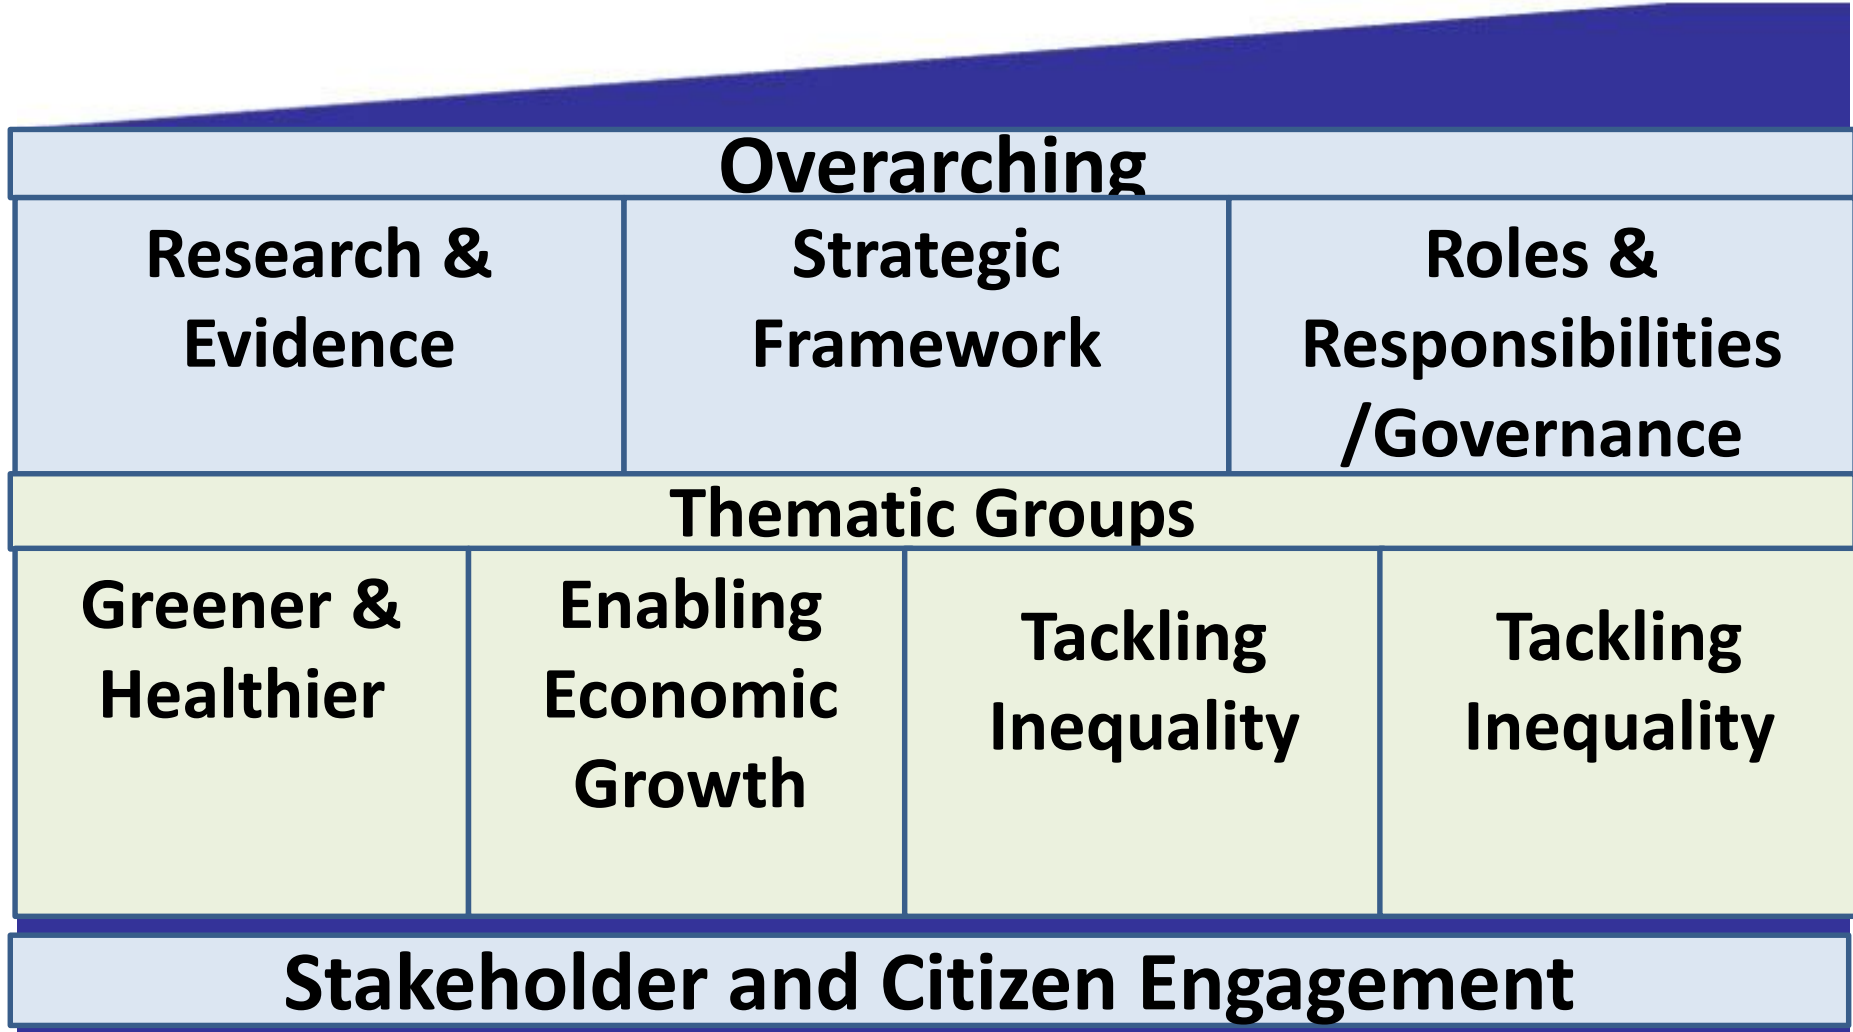 Overarching
Research &
Evidence
Strategic
Framework
Roles &
Responsibilities
/Governance
Thematic Groups
Greener &
Healthier
Enabling
Economic
Growth
Tackling
Inequality
Tackling
Inequality
Stakeholder and Citizen Engagement